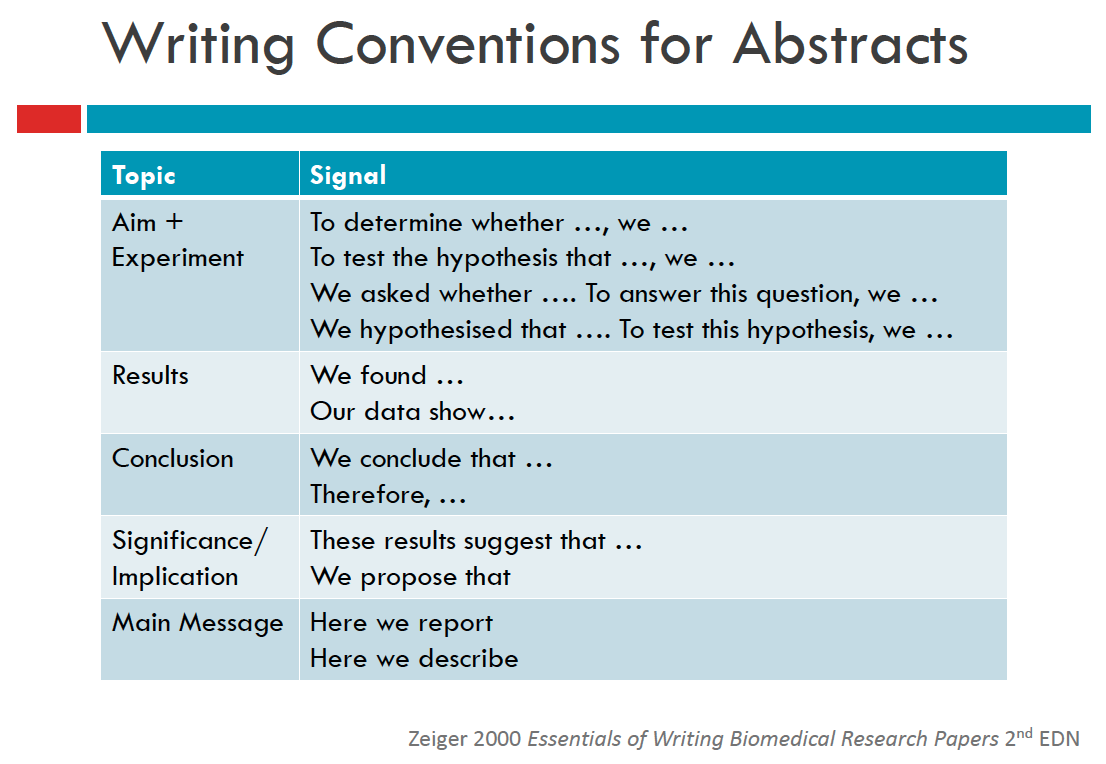 Writing Conventions for Abstracts
Topic
Signal
Aim +
Experiment
To determine whether …, we …
To test the hypothesis that …, we …
We asked whether …. To answer this question, we …
We hypothesised that …. To test this hypothesis, we …
Results
We found …
Our data show…
Conclusion
We conclude that …
Therefore, …
Significance/
Implication
These results suggest that …
We propose that
Main Message
Here we report
Here we describe
Zeiger 2000 Essentials of Writing Biomedical Research Papers 2nd EDN